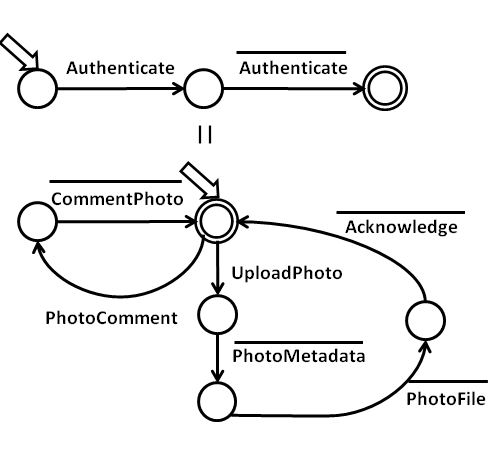 Authenticate
Authenticate
||
CommentPhoto
Acknowledge
UploadPhoto
PhotoComment
PhotoMetadata
PhotoFile